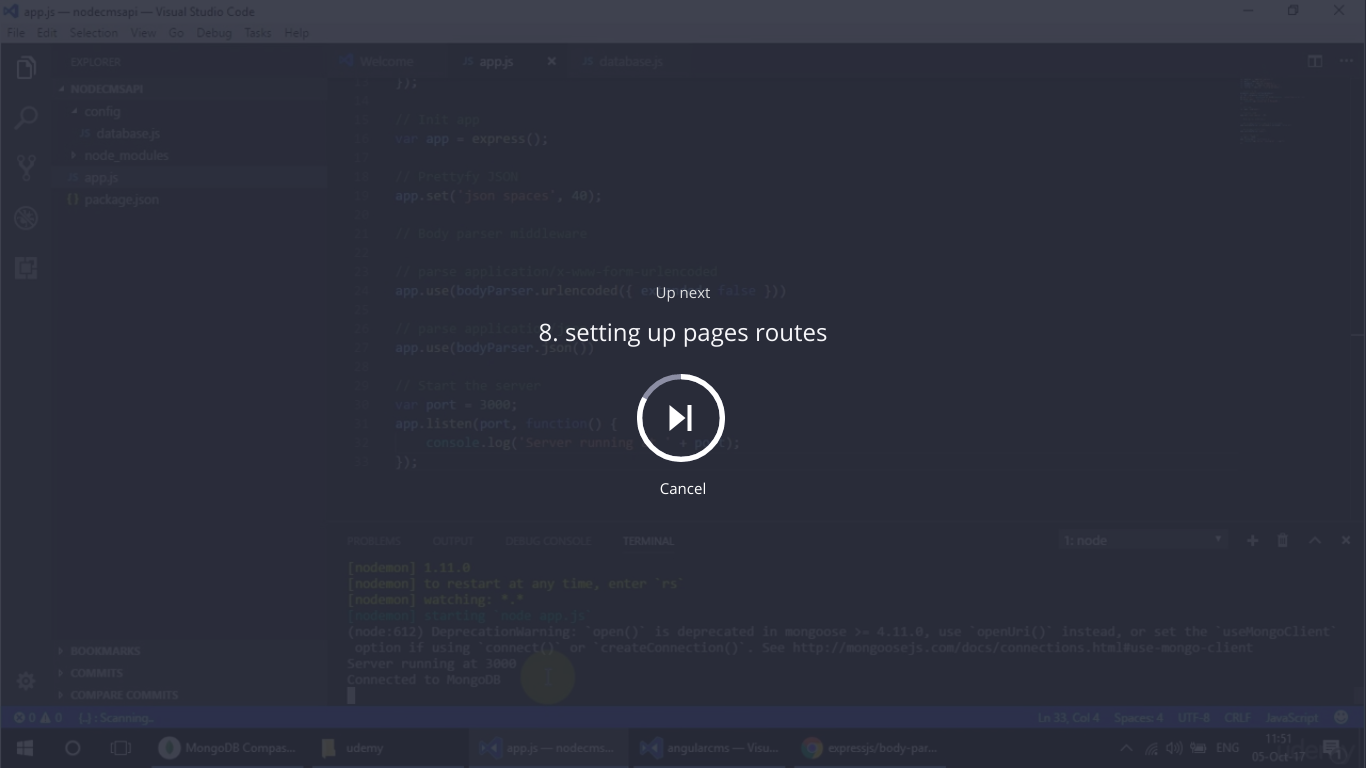 app.js — nodecmsapi — Visual Studio Code
File Edit Selection View Go Debug Tasks Help
EXPLORER
Welcome
app.js
database.js
NODECMSAPI
config
database.js
node_modules
app.js
package.json
});
// Init app
var app = express();
// Prettyfy JSON
app.set('json spaces', 40);
// Body parser middleware
// parse application/x-www-form-urlencoded
app.use(bodyParser.urlencoded({ false }))
Up next
8. setting up pages routes
// parse
app.use(bodyParser.json())
// Start the server
var port = 3000;
app.listen(port, function() {
console.log('Server running + );
});
Cancel
PROBLEMS OUTPUT DEBUG CONSOLE TERMINAL
1: node
[nodemon] 1.11.0
[nodemon] to restart at any time, enter `rs`
[nodemon] watching: *.*
[nodemon] starting `node app.js`
(node:612) DeprecationWarning: `open()` is deprecated in mongoose >= 4.11.0, use `openUri()` instead, or set the `useMongoClient`
option if using `connect()` or `createConnection()`. See http://mongoosejs.com/docs/connections.html#use-mongo-client
Server running at 3000
Connected to MongoDB
BOOKMARKS
COMMITS
COMPARE COMMITS
0 0 {..} : Scanning..
Ln 33, Col 4 Spaces: 4 UTF-8 CRLF JavaScript
MongoDB Compas...
udemy
app.js — nodecms...
angularcms — Visu...
expressjs/body-par...
ENG
11:51
05-Oct-17
udemy